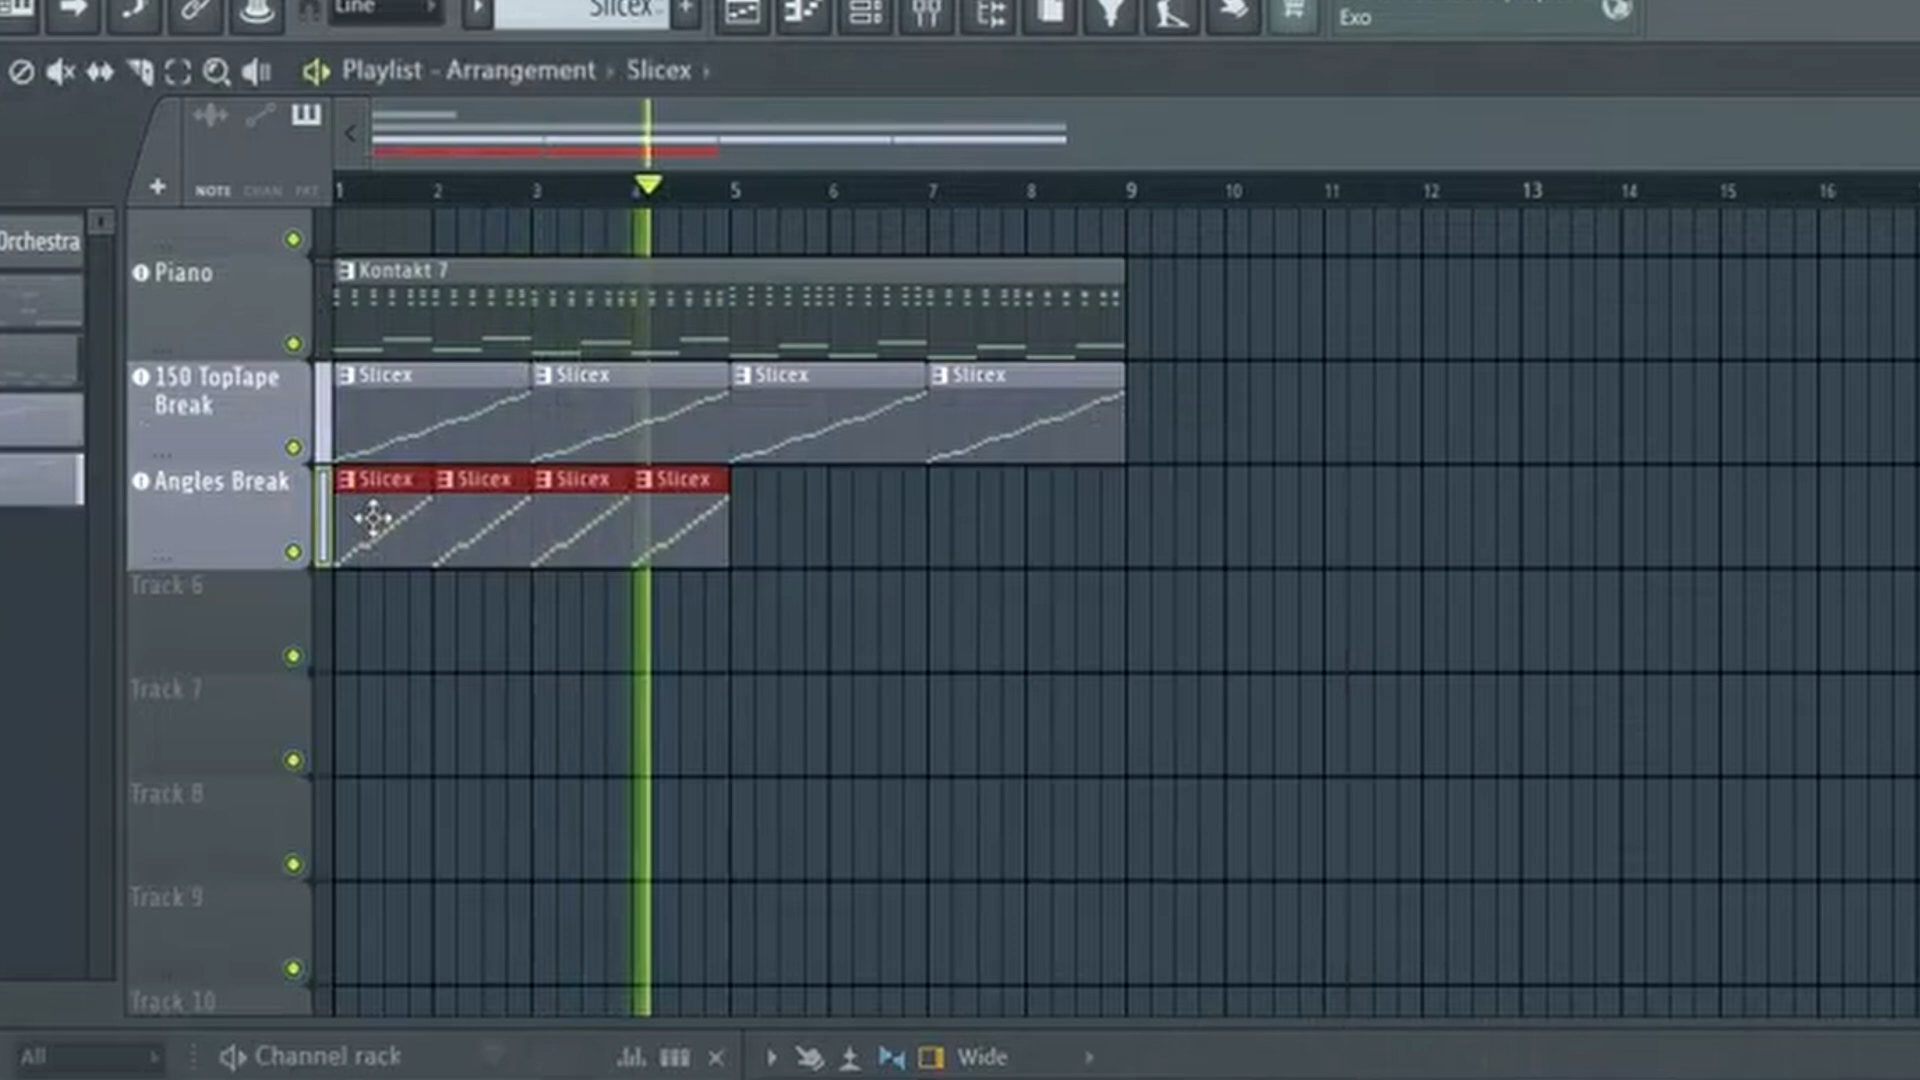 Line
Slicex
Exo
Playlist - Arrangement › Slicex ›
NOTE CHAN PAT
1 2 3 4 5 6 7 8 9 10 11 12 13 14 15 16
Orchestra
Piano
Kontakt 7
150 TopTape
Break
Slicex Slicex Slicex Slicex
Angles Break
Slicex Slicex Slicex Slicex
Track 6
Track 7
Track 8
Track 9
Track 10
All
Channel rack
Wide